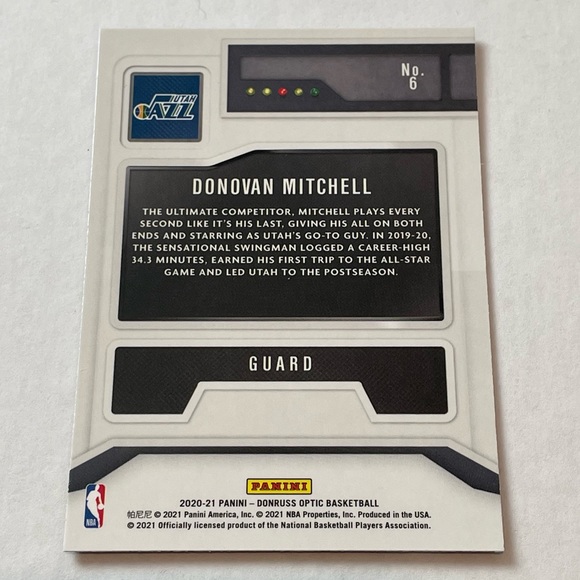 UTAH
JAZZ
No.
6
DONOVAN MITCHELL
THE ULTIMATE COMPETITOR, MITCHELL PLAYS EVERY
SECOND LIKE IT'S HIS LAST, GIVING HIS ALL ON BOTH
ENDS AND STARRING AS UTAH'S GO-TO GUY. IN 2019-20,
THE SENSATIONAL SWINGMAN LOGGED A CAREER-HIGH
34.3 MINUTES, EARNED HIS FIRST TRIP TO THE ALL-STAR
GAME AND LED UTAH TO THE POSTSEASON.
GUARD
PANINI
2020-21 PANINI – DONRUSS OPTIC BASKETBALL
帕尼尼 © 2021 Panini America, Inc. © 2021 NBA Properties, Inc. Produced in the USA.
© 2021 Officially licensed product of the National Basketball Players Association.
NBA